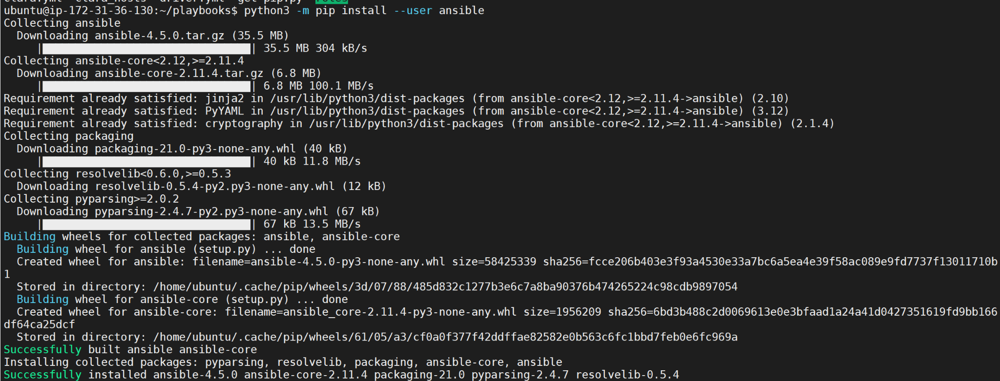 ubuntu@ip-172-31-36-130:~/playbooks$ python3 -m pip install --user ansible
Collecting ansible
  Downloading ansible-4.5.0.tar.gz (35.5 MB)
     |████████████████████████████████| 35.5 MB 304 kB/s
Collecting ansible-core<2.12,>=2.11.4
  Downloading ansible-core-2.11.4.tar.gz (6.8 MB)
     |████████████████████████████████| 6.8 MB 100.1 MB/s
Requirement already satisfied: jinja2 in /usr/lib/python3/dist-packages (from ansible-core<2.12,>=2.11.4->ansible) (2.10)
Requirement already satisfied: PyYAML in /usr/lib/python3/dist-packages (from ansible-core<2.12,>=2.11.4->ansible) (3.12)
Requirement already satisfied: cryptography in /usr/lib/python3/dist-packages (from ansible-core<2.12,>=2.11.4->ansible) (2.1.4)
Collecting packaging
  Downloading packaging-21.0-py3-none-any.whl (40 kB)
     |████████████████████████████████| 40 kB 11.8 MB/s
Collecting resolvelib<0.6.0,>=0.5.3
  Downloading resolvelib-0.5.4-py2.py3-none-any.whl (12 kB)
Collecting pyparsing>=2.0.2
  Downloading pyparsing-2.4.7-py2.py3-none-any.whl (67 kB)
     |████████████████████████████████| 67 kB 13.5 MB/s
Building wheels for collected packages: ansible, ansible-core
  Building wheel for ansible (setup.py) ... done
  Created wheel for ansible: filename=ansible-4.5.0-py3-none-any.whl size=58425339 sha256=fcce206b403e3f93a4530e33a7bc6a5ea4e39f58ac089e9fd7737f13011710b
1
  Stored in directory: /home/ubuntu/.cache/pip/wheels/3d/07/88/485d832c1277b3e6c7a8ba90376b474265224c98cdb9897054
  Building wheel for ansible-core (setup.py) ... done
  Created wheel for ansible-core: filename=ansible_core-2.11.4-py3-none-any.whl size=1956209 sha256=6bd3b488c2d0069613e0e3bfaad1a24a41d0427351619fd9bb166
df64ca25dcf
  Stored in directory: /home/ubuntu/.cache/pip/wheels/61/05/a3/cf0a0f377f42ddffae82582e0b563c6fc1bbd7feb0e6fc969a
Successfully built ansible ansible-core
Installing collected packages: pyparsing, resolvelib, packaging, ansible-core, ansible
Successfully installed ansible-4.5.0 ansible-core-2.11.4 packaging-21.0 pyparsing-2.4.7 resolvelib-0.5.4